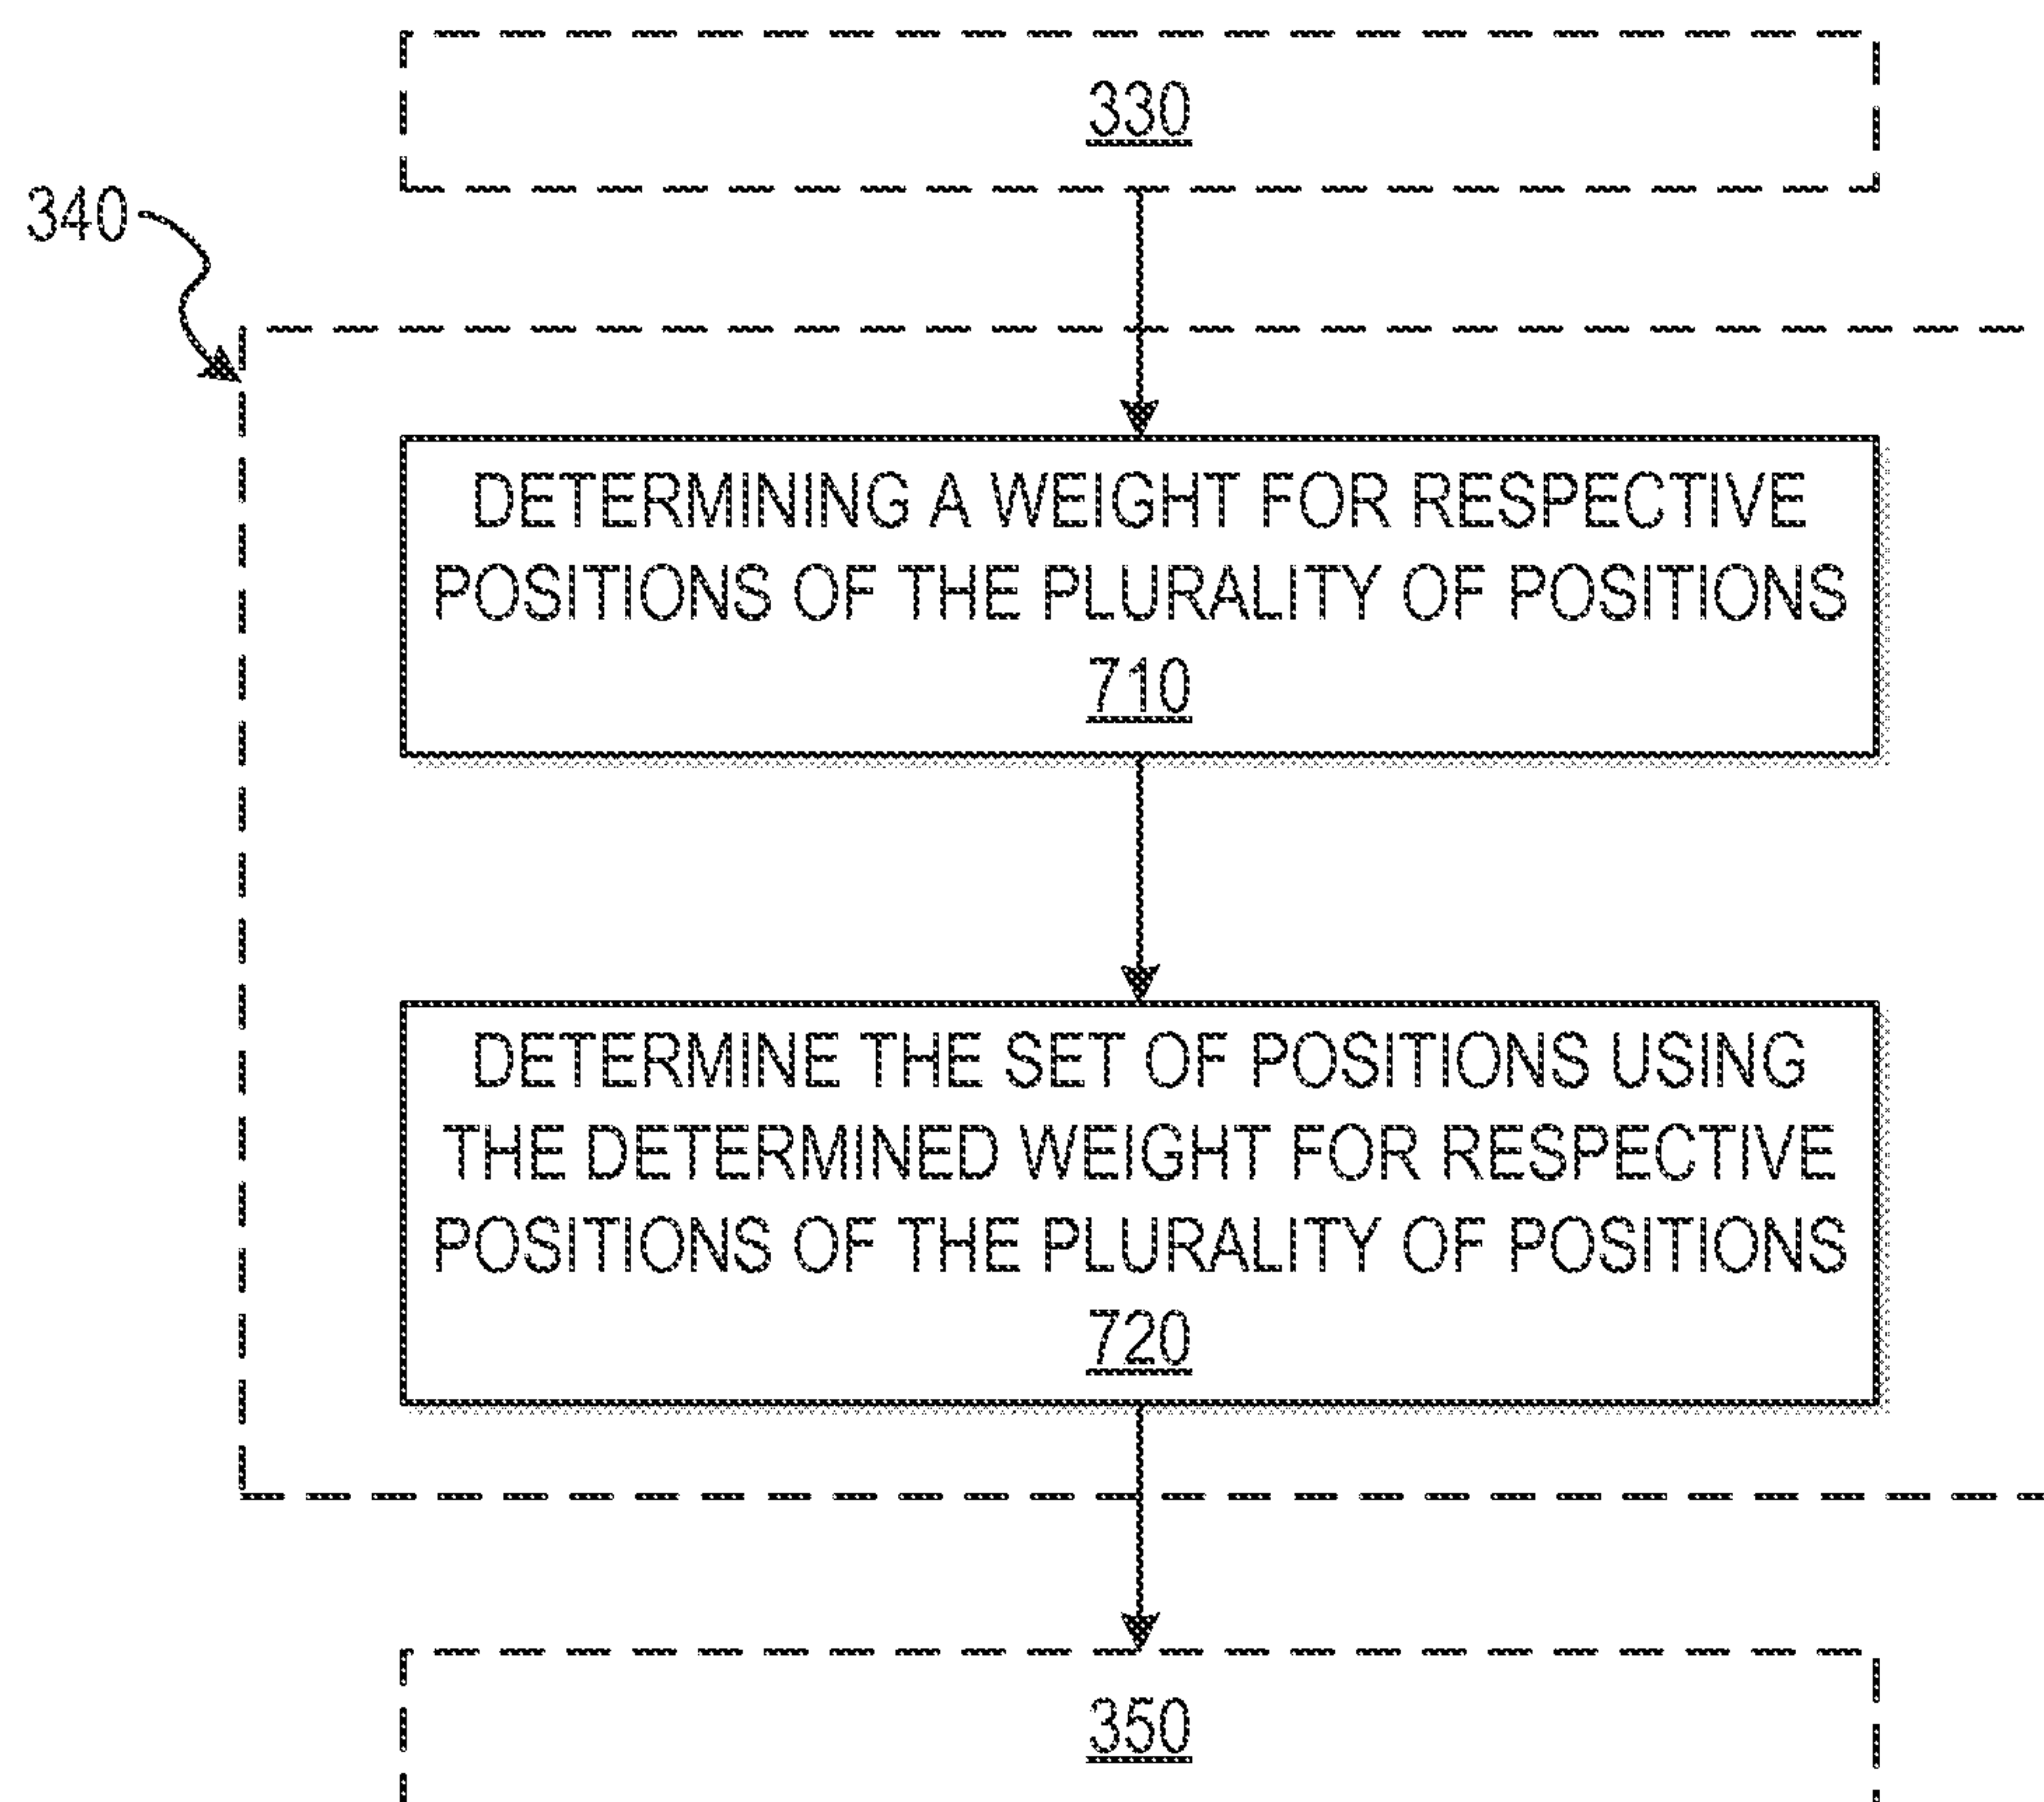 330
340
DETERMINING A WEIGHT FOR RESPECTIVE
POSITIONS OF THE PLURALITY OF POSITIONS
710
DETERMINE THE SET OF POSITIONS USING
THE DETERMINED WEIGHT FOR RESPECTIVE
POSITIONS OF THE PLURALITY OF POSITIONS
720
350